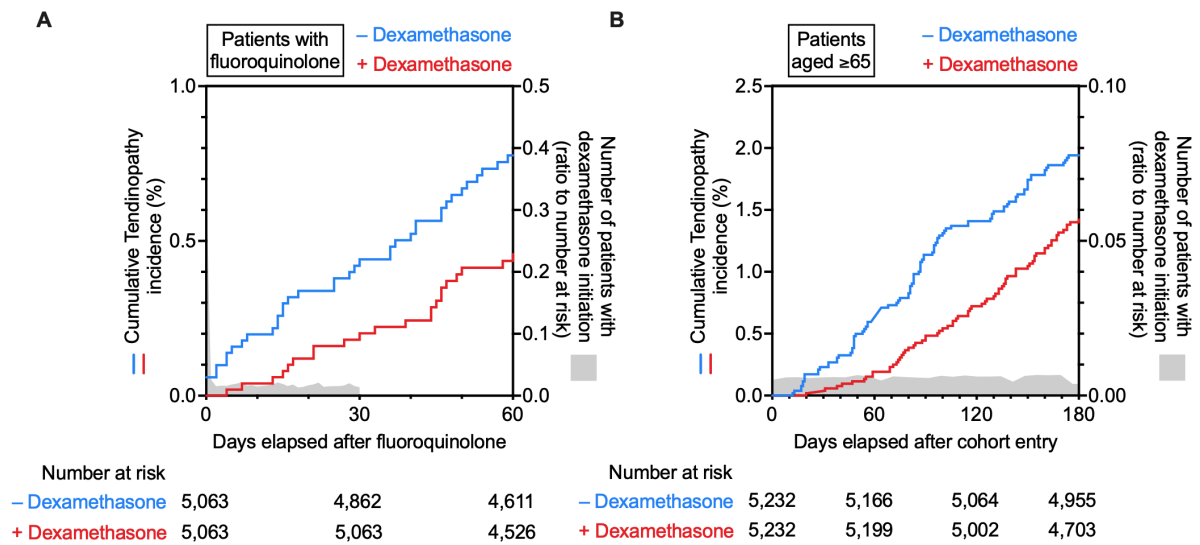 A
Patients with
fluoroquinolone
– Dexamethasone
+ Dexamethasone
1.0
0.5
0.0
Cumulative Tendinopathy
incidence (%)
0.5
0.4
0.3
0.2
0.1
0.0
Number of patients with
dexamethasone initiation
(ratio to number at risk)
0
30
60
Days elapsed after fluoroquinolone
Number at risk
– Dexamethasone 5,063 4,862 4,611
+ Dexamethasone 5,063 5,063 4,526
B
Patients
aged ≥65
– Dexamethasone
+ Dexamethasone
2.5
2.0
1.5
1.0
0.5
0.0
Cumulative Tendinopathy
incidence (%)
0.10
0.05
0.00
Number of patients with
dexamethasone initiation
(ratio to number at risk)
0
60
120
180
Days elapsed after cohort entry
Number at risk
– Dexamethasone 5,232 5,166 5,064 4,955
+ Dexamethasone 5,232 5,199 5,002 4,703